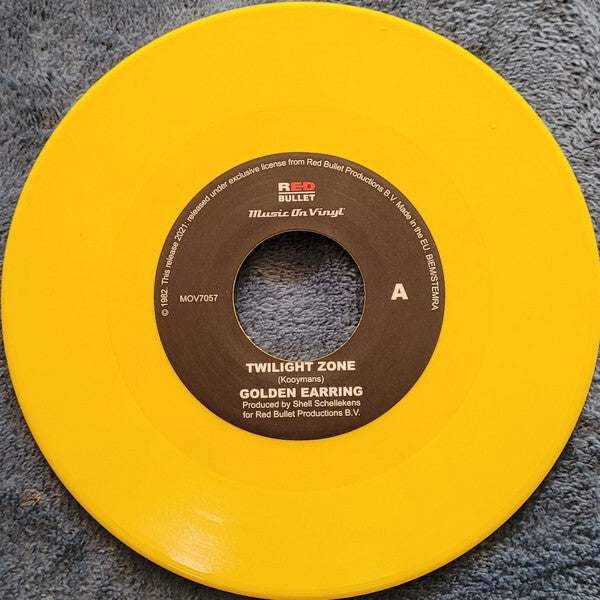 © 1982. This release 2021: released under exclusive license from Red Bullet Productions B.V. Made in the EU. BIEM/STEMRA
RED
BULLET
Music On Vinyl
MOV7057
A
TWILIGHT ZONE
(Kooymans)
GOLDEN EARRING
Produced by Shell Schellekens
for Red Bullet Productions B.V.